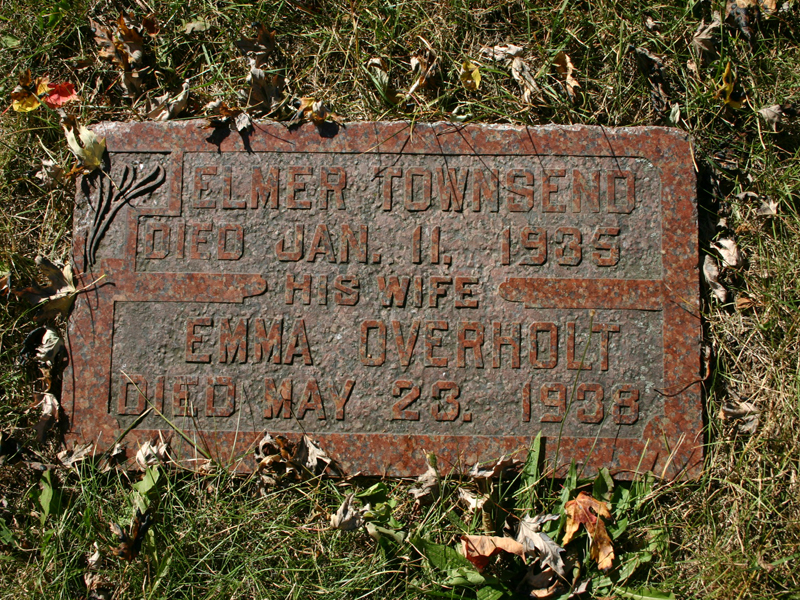 ELMER TOWNSEND
DIED JAN. 11, 1935
HIS WIFE
EMMA OVERHOLT
DIED MAY 23. 1938